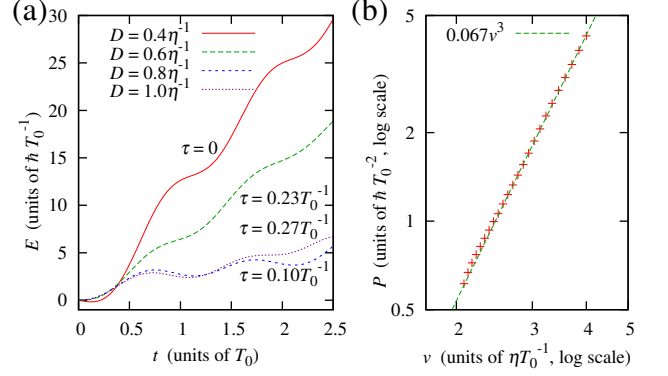 (a)
E (units of ħ T₀⁻¹)
30
25
20
15
10
5
0
D = 0.4η⁻¹
D = 0.6η⁻¹
D = 0.8η⁻¹
D = 1.0η⁻¹
τ = 0
τ = 0.23T₀⁻¹
τ = 0.27T₀⁻¹
τ = 0.10T₀⁻¹
0 0.5 1 1.5 2 2.5
t (units of T₀)
(b)
P (units of ħ T₀⁻², log scale)
5
2
1
0.5
0.067v³
2 3 4 5
v (units of ηT₀⁻¹, log scale)